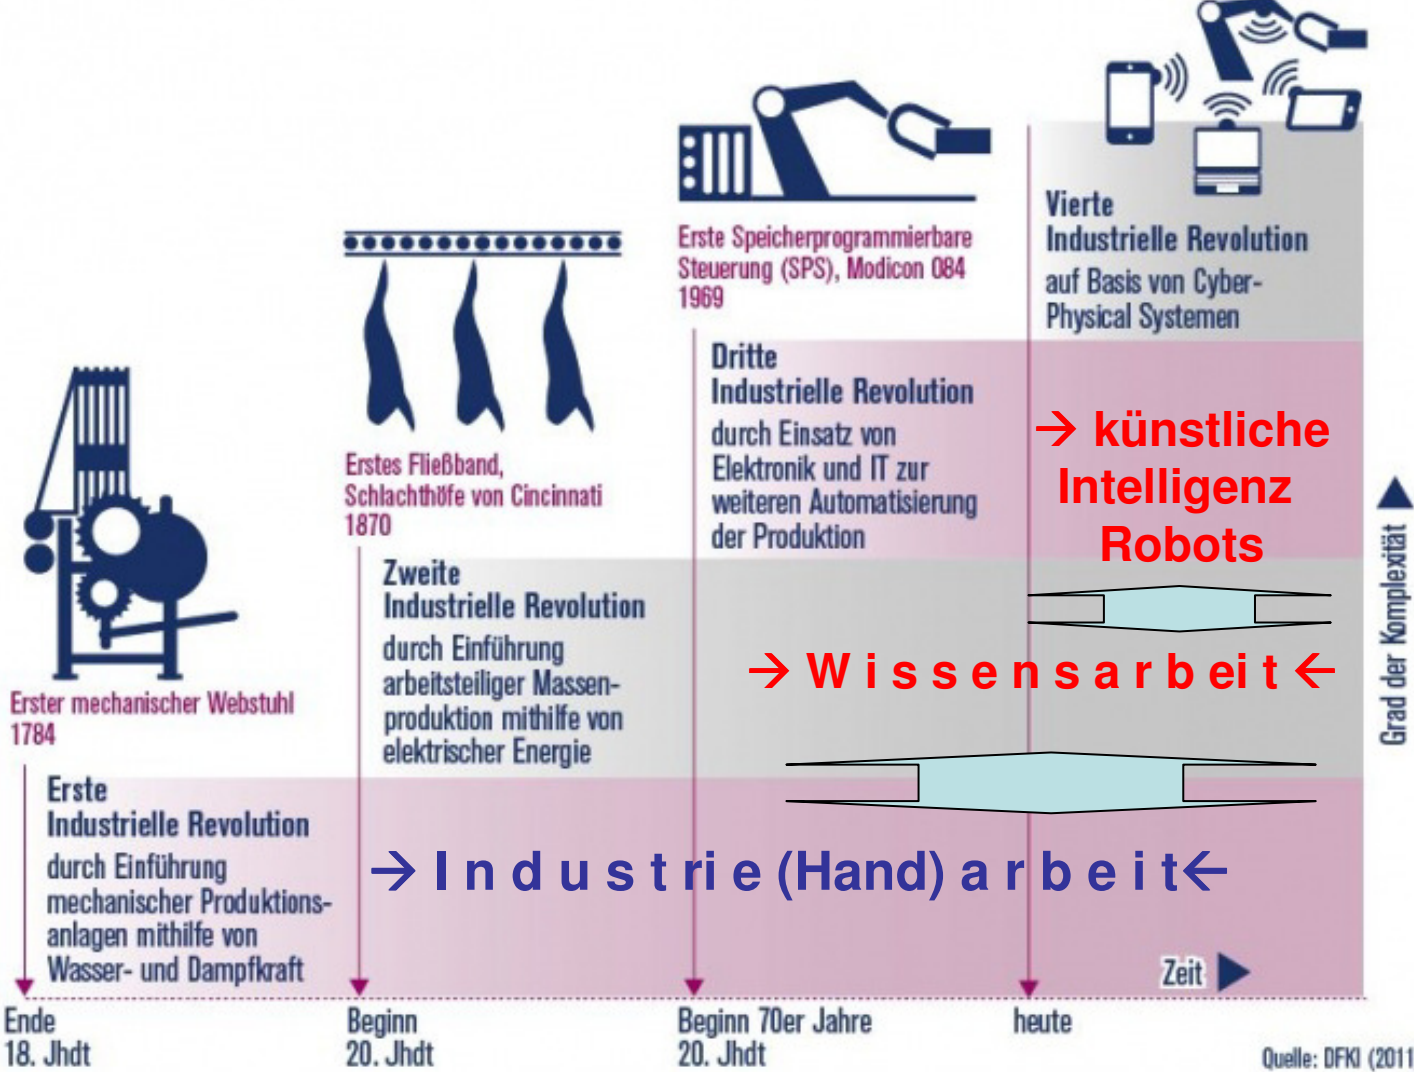 Erste Speicherprogrammierbare
Steuerung (SPS), Modicon 084
1969
Vierte
Industrielle Revolution
auf Basis von Cyber-
Physical Systemen
Dritte
Industrielle Revolution
durch Einsatz von
Elektronik und IT zur
weiteren Automatisierung
der Produktion
→ künstliche
Intelligenz
Robots
Erstes Fließband,
Schlachthöfe von Cincinnati
1870
Zweite
Industrielle Revolution
durch Einführung
arbeitsteiliger Massen-
produktion mithilfe von
elektrischer Energie
→ W i s s e n s a r b ei t ←
Grad der Komplexität
Erster mechanischer Webstuhl
1784
Erste
Industrielle Revolution
durch Einführung
mechanischer Produktions-
anlagen mithilfe von
Wasser- und Dampfkraft
→ I n d u s t ri e (Hand) a r b e i t←
Zeit
Ende
18. Jhdt
Beginn
20. Jhdt
Beginn 70er Jahre
20. Jhdt
heute
Quelle: DFKI (2011